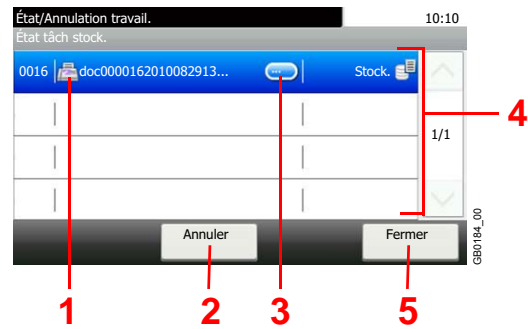 État/Annulation travail.
10:10
État tâch stock.
0016 doc0000162010082913... Stock.
4
1/1
Annuler
Fermer
GB0184_00
1 2 3 5